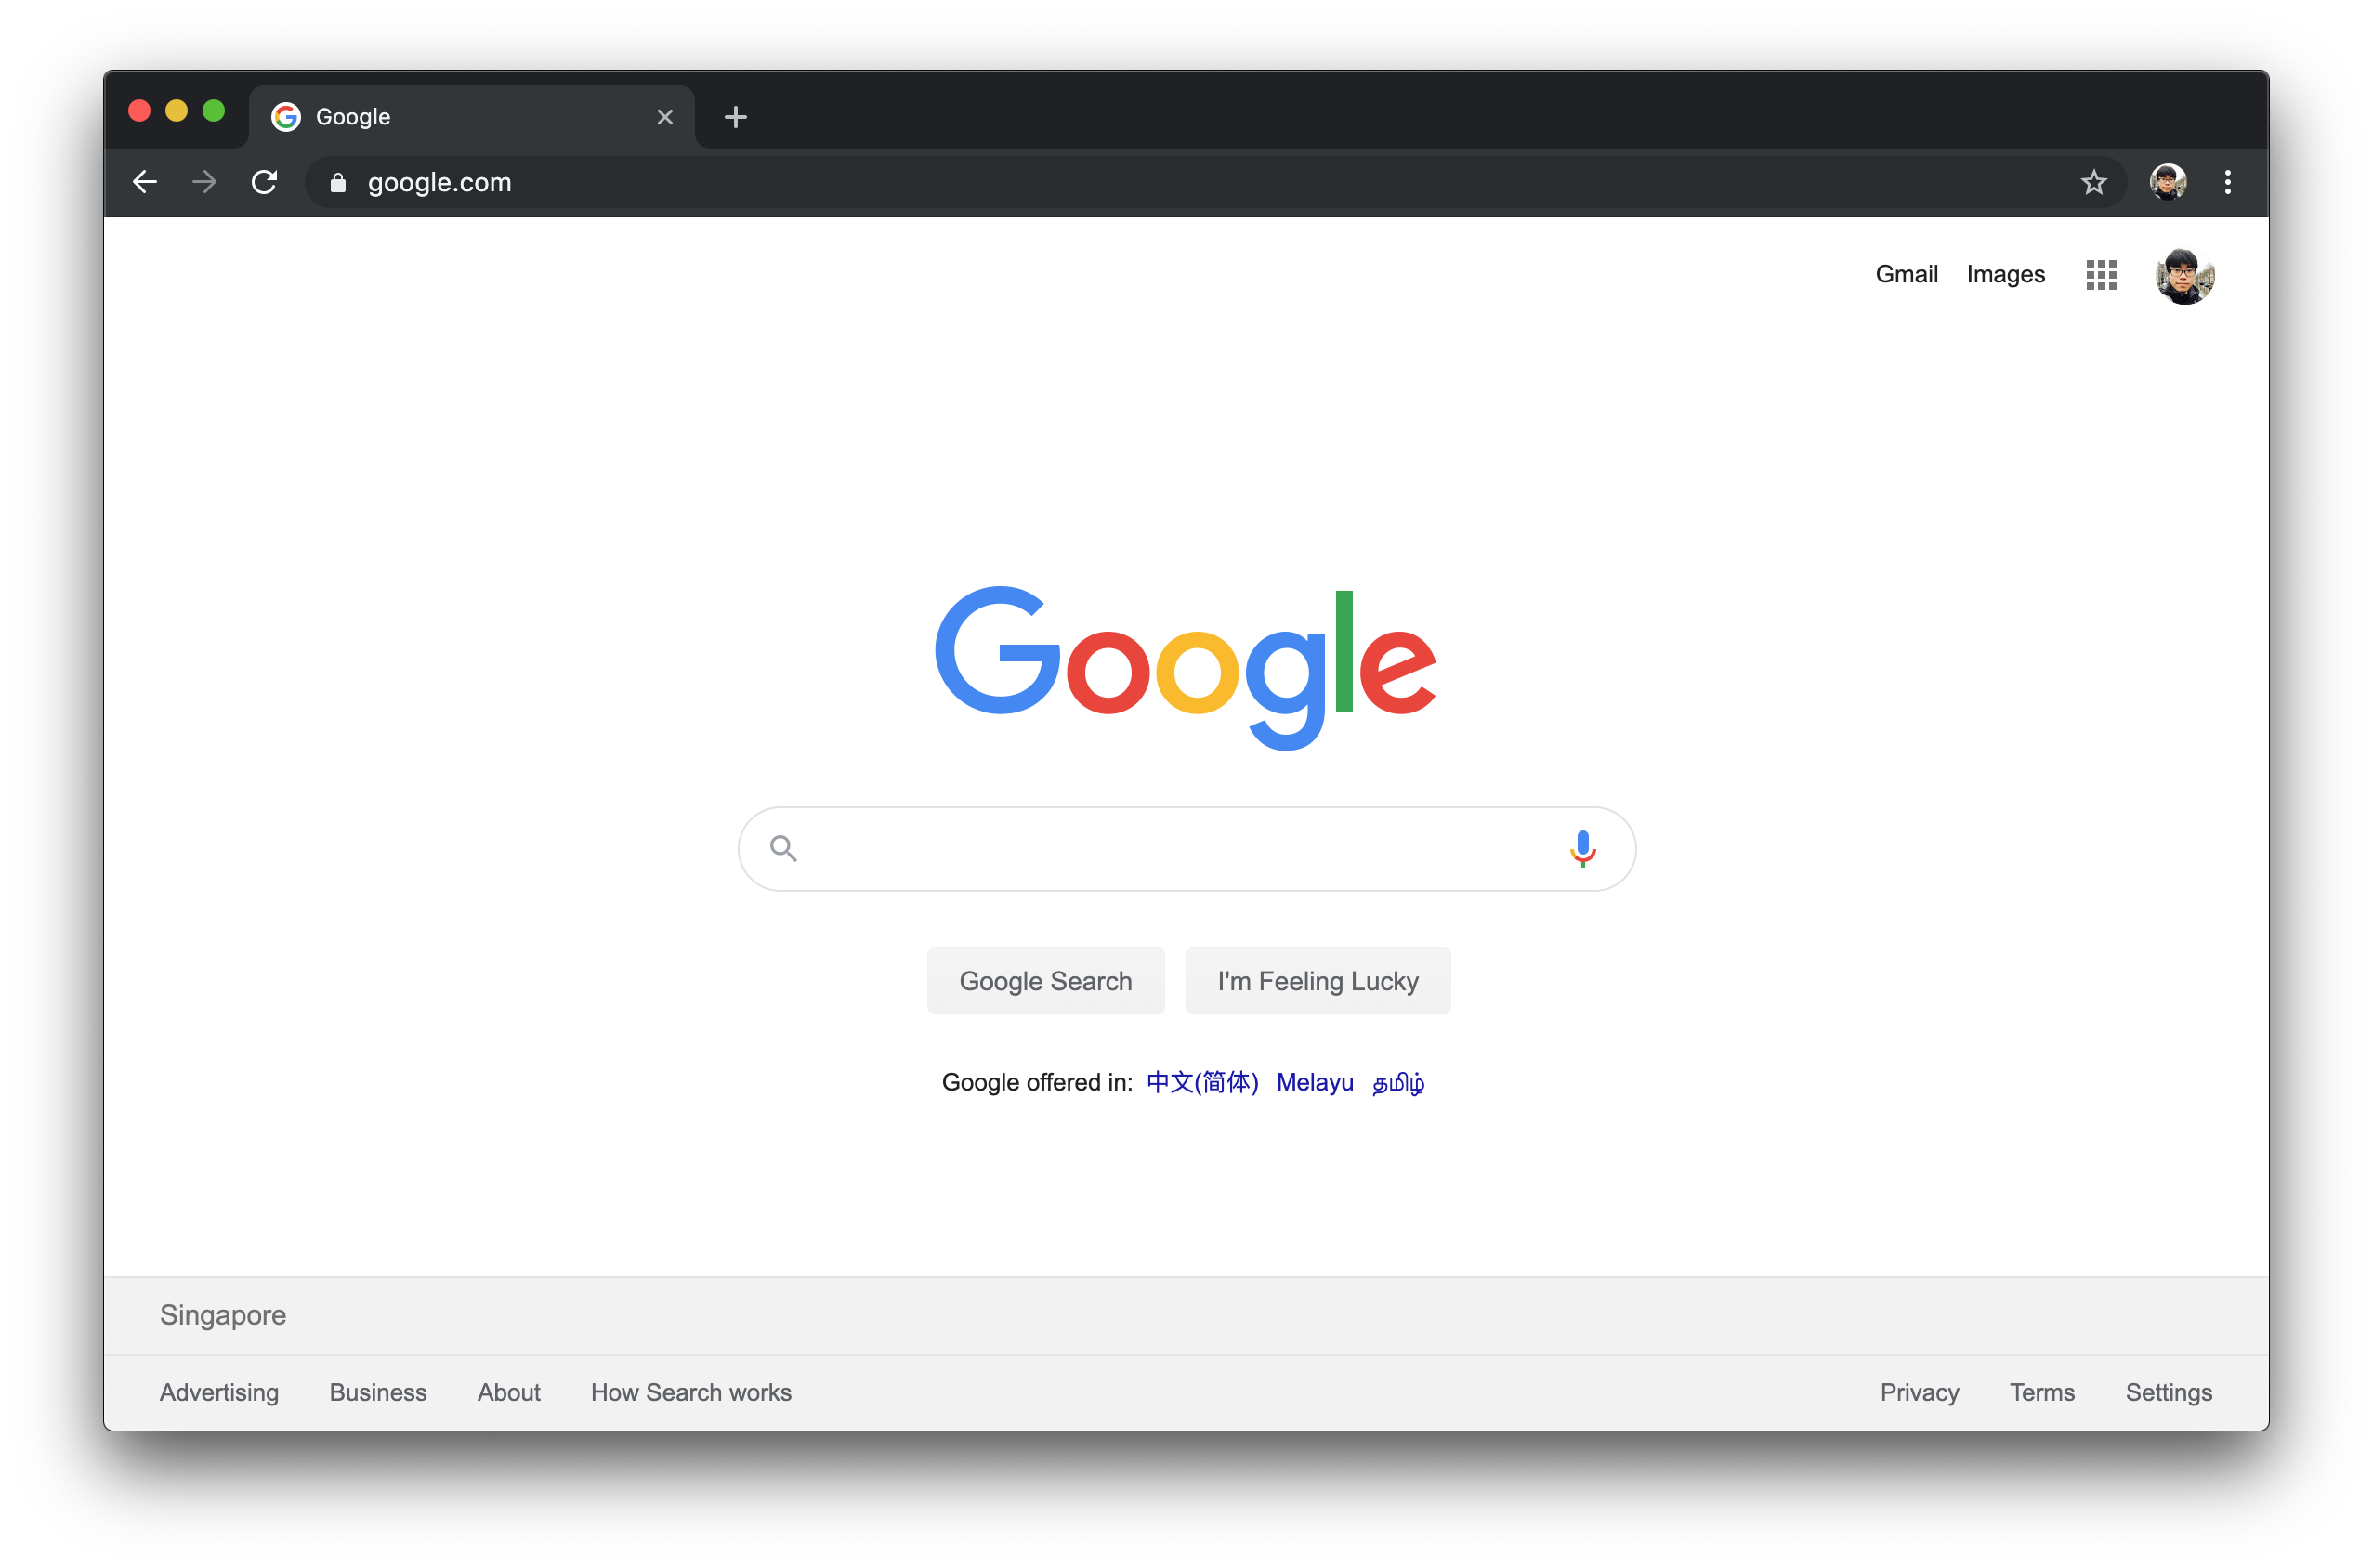 Google
google.com
Gmail Images
Google
Google Search I'm Feeling Lucky
Google offered in: 中文(简体) Melayu தமிழ்
Singapore
Advertising Business About How Search works Privacy Terms Settings